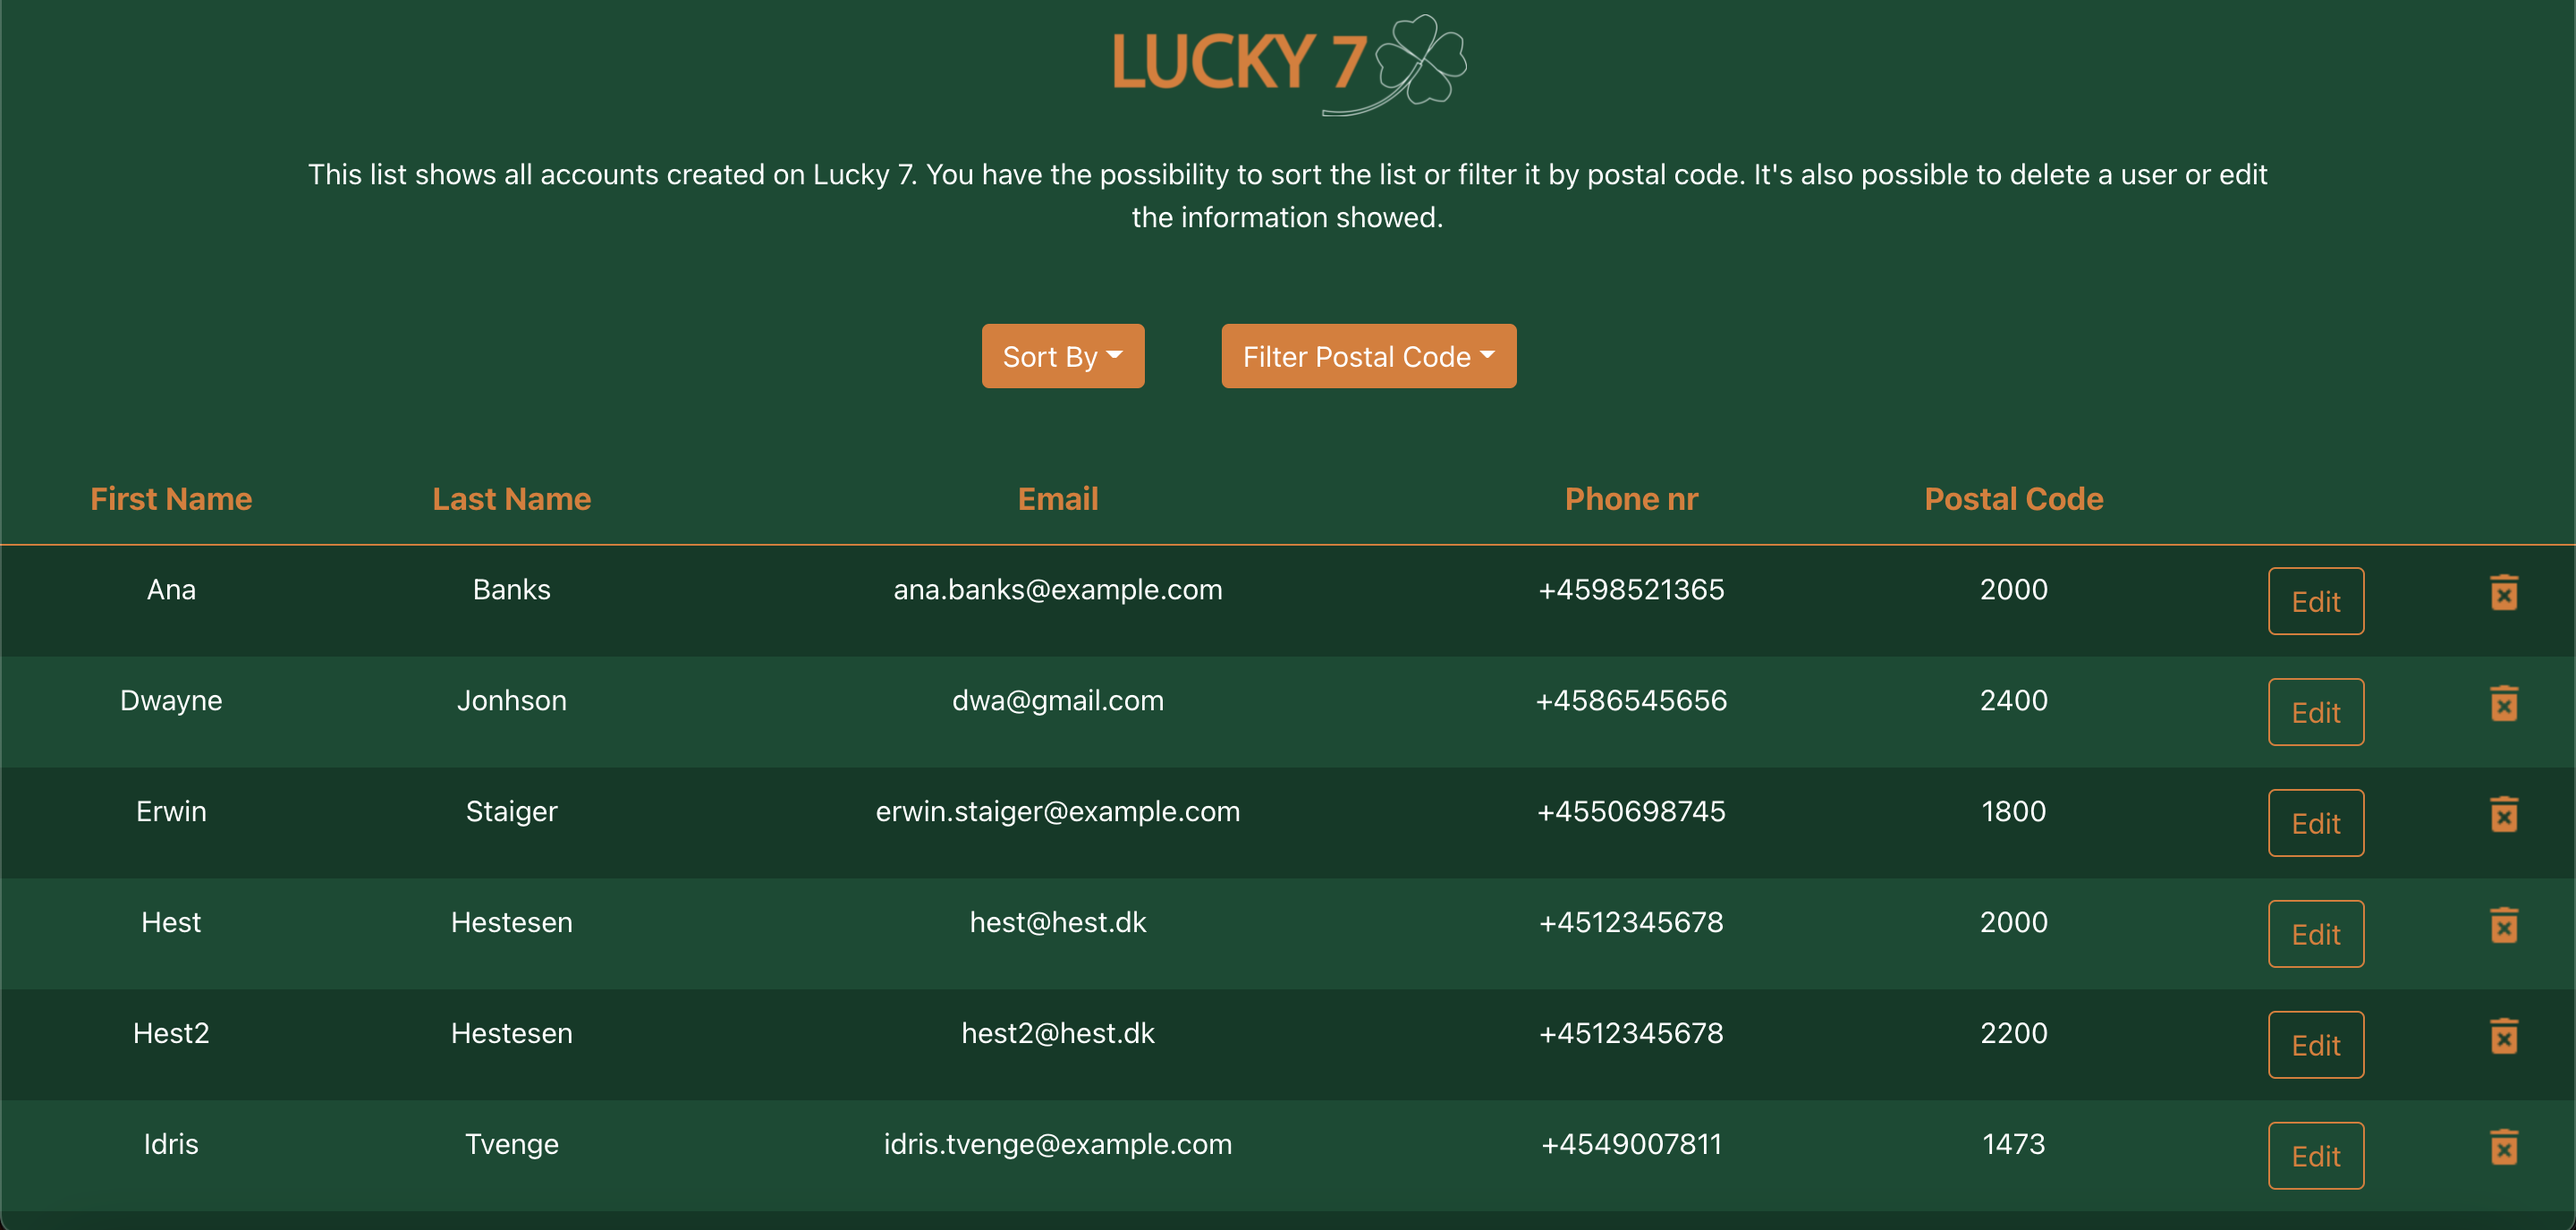 LUCKY 7
This list shows all accounts created on Lucky 7. You have the possibility to sort the list or filter it by postal code. It's also possible to delete a user or edit
the information showed.
Sort By Filter Postal Code
First Name Last Name Email Phone nr Postal Code
Ana Banks ana.banks@example.com +4598521365 2000 Edit
Dwayne Jonhson dwa@gmail.com +4586545656 2400 Edit
Erwin Staiger erwin.staiger@example.com +4550698745 1800 Edit
Hest Hestesen hest@hest.dk +4512345678 2000 Edit
Hest2 Hestesen hest2@hest.dk +4512345678 2200 Edit
Idris Tvenge idris.tvenge@example.com +4549007811 1473 Edit